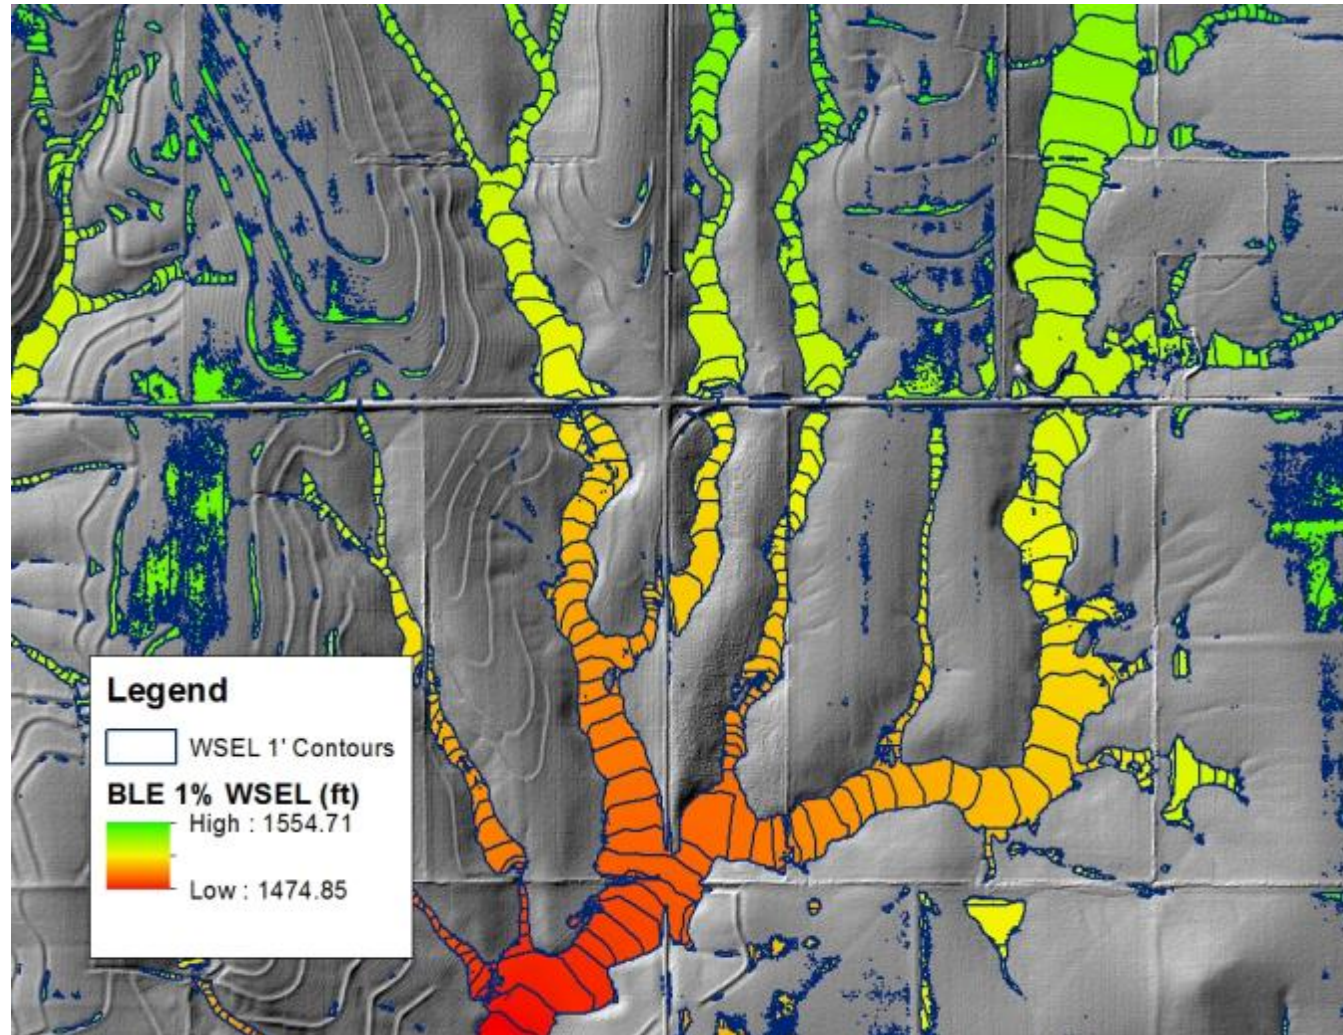 Legend
WSEL 1' Contours
BLE 1% WSEL (ft)
High : 1554.71
Low : 1474.85